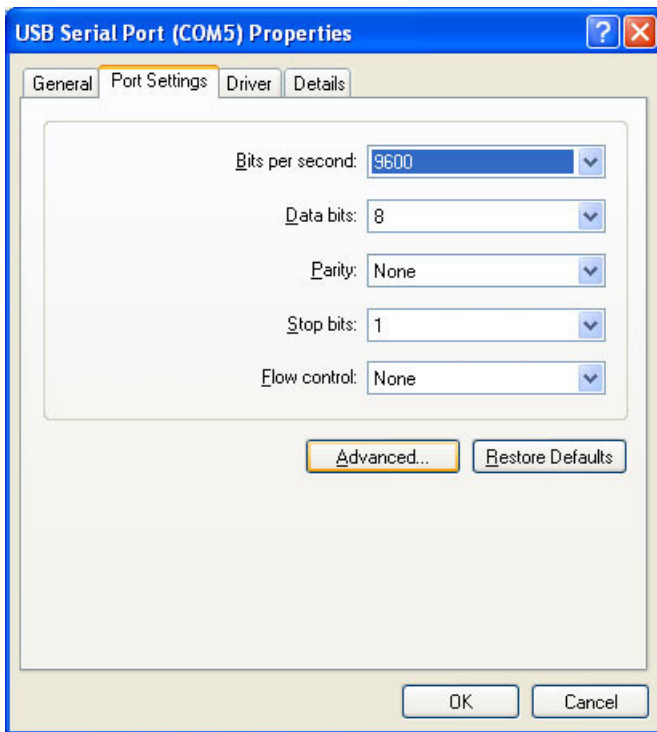 USB Serial Port (COM5) Properties
General Port Settings Driver Details
Bits per second: 9600
Data bits: 8
Parity: None
Stop bits: 1
Flow control: None
Advanced... Restore Defaults
OK Cancel